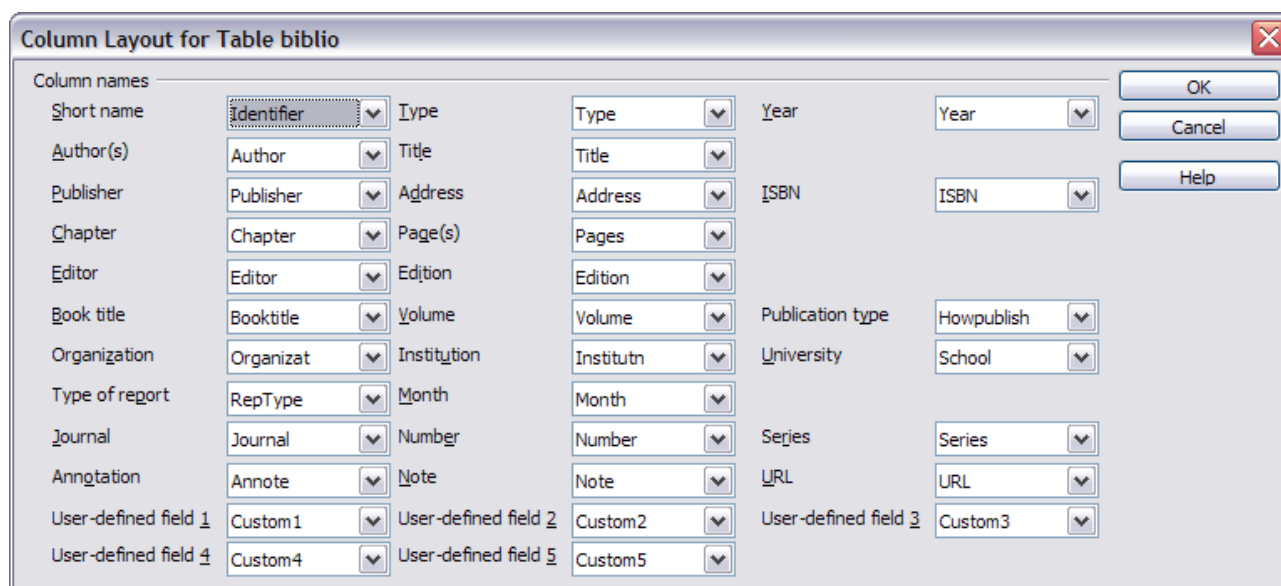 Column Layout for Table biblio
Column names
OK
Short name Identifier Type Type Year Year
Cancel
Author(s) Author Title Title
Help
Publisher Publisher Address Address ISBN ISBN
Chapter Chapter Page(s) Pages
Editor Editor Edition Edition
Book title Booktitle Volume Volume Publication type Howpublish
Organization Organizat Institution Institutn University School
Type of report RepType Month Month
Journal Journal Number Number Series Series
Annotation Annote Note Note URL URL
User-defined field 1 Custom1 User-defined field 2 Custom2 User-defined field 3 Custom3
User-defined field 4 Custom4 User-defined field 5 Custom5